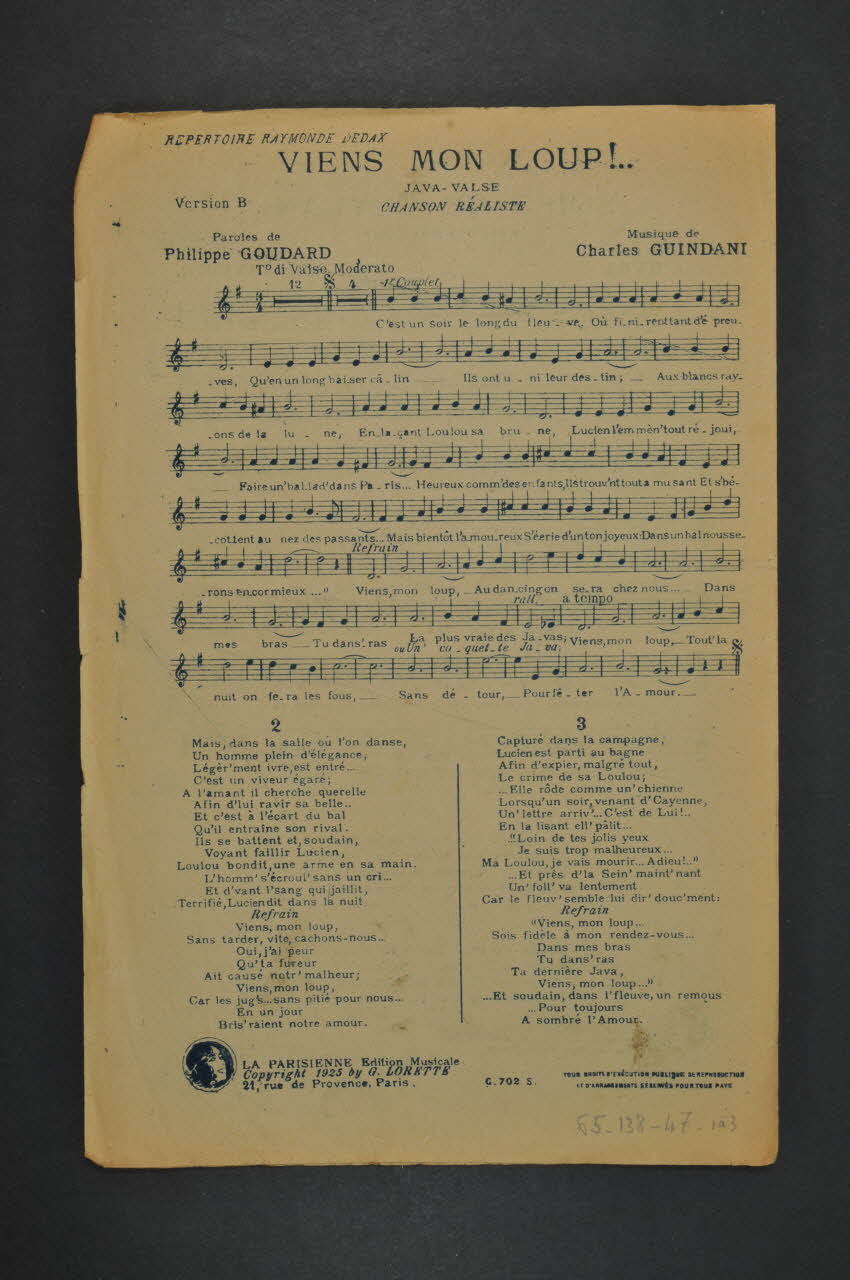 REPERTOIRE RAYMONDE DEDAX
VIENS MON LOUP!..
JAVA-VALSE
Version B
CHANSON RÉALISTE
Paroles de
Philippe GOUDARD
Musique de
Charles GUINDANI
T° di Valse Moderato
12 4 1er Couplet
C'est un soir le long du fleu - ve, Où fi.ni.rent tant d'é preu-
-ves, Qu'en un long bai.ser câ-lin Ils ont u - ni leur des-tin; Aux blancs ray-
-ons de la lu - ne, En-la-çant Loulou sa bru - ne, Lucien l'em mèn' tout ré-joui,
Faire un' bal.lad' dans Pa-ris... Heureux comm' des en fants, Ils trouv'nt tout a mu sant Et s'bé-
-cottent au nez des passants... Mais bientôt l'a-mou-reux S'écrie d'un ton joyeux: Dans un bal nous se-
Refrain
-rons en.cor mieux ..." Viens, mon loup, Au dan.cing on se.ra chez nous... Dans
rall. a tempo
mes bras Tu dans'.ras La plus vraie des Ja-vas; Viens, mon loup, Tout' la
ou Un' co-quet-te Ja-va;
nuit on fe-ra les fous, Sans dé - tour, Pour fê-ter l'A-mour.
2
Mais, dans la salle où l'on danse,
Un homme plein d'élégance,
Légèr'ment ivre, est entré...
C'est un viveur égaré;
A l'amant il cherche querelle
Afin d'lui ravir sa belle..
Et c'est à l'écart du bal
Qu'il entraîne son rival.
Ils se battent et, soudain,
Voyant faillir Lucien,
Loulou bondit, une arme en sa main.
L'homm' s'écroul' sans un cri...
Et d'vant l'sang qui jaillit,
Terrifié, Lucien dit dans la nuit
Refrain
Viens, mon loup,
Sans tarder, vite, cachons-nous...
Oui, j'ai peur
Qu'ta fureur
Ait causé notr' malheur;
Viens, mon loup,
Car les jug's... sans pitié pour nous...
En un jour
Bris'raient notre amour.
3
Capturé dans la campagne,
Lucien est parti au bagne
Afin d'expier, malgré tout,
Le crime de sa Loulou;
...Elle rôde comme un' chienne
Lorsqu'un soir, venant d'Cayenne,
Un' lettre arriv'... C'est de Lui!..
En la lisant ell' pâlit...
.."Loin de tes jolis yeux
Je suis trop malheureux...
Ma Loulou, je vais mourir... Adieu!.."
...Et près d'la Sein' maint'nant
Un' foll' va lentement
Car le fleuv' semble lui dir' douc'ment:
Refrain
"Viens, mon loup...
Sois fidèle à mon rendez-vous...
Dans mes bras
Tu dans'ras
Ta dernière Java,
Viens, mon loup..."
...Et soudain, dans l'fleuve, un remous
...Pour toujours
A sombré l'Amour.
LA PARISIENNE Edition Musicale
Copyright 1925 by G. LORETTE
21, rue de Provence, Paris.
G. 702 S.
TOUS DROITS D'EXÉCUTION PUBLIQUE DE REPRODUCTION
ET D'ARRANGEMENTS RÉSERVÉS POUR TOUS PAYS